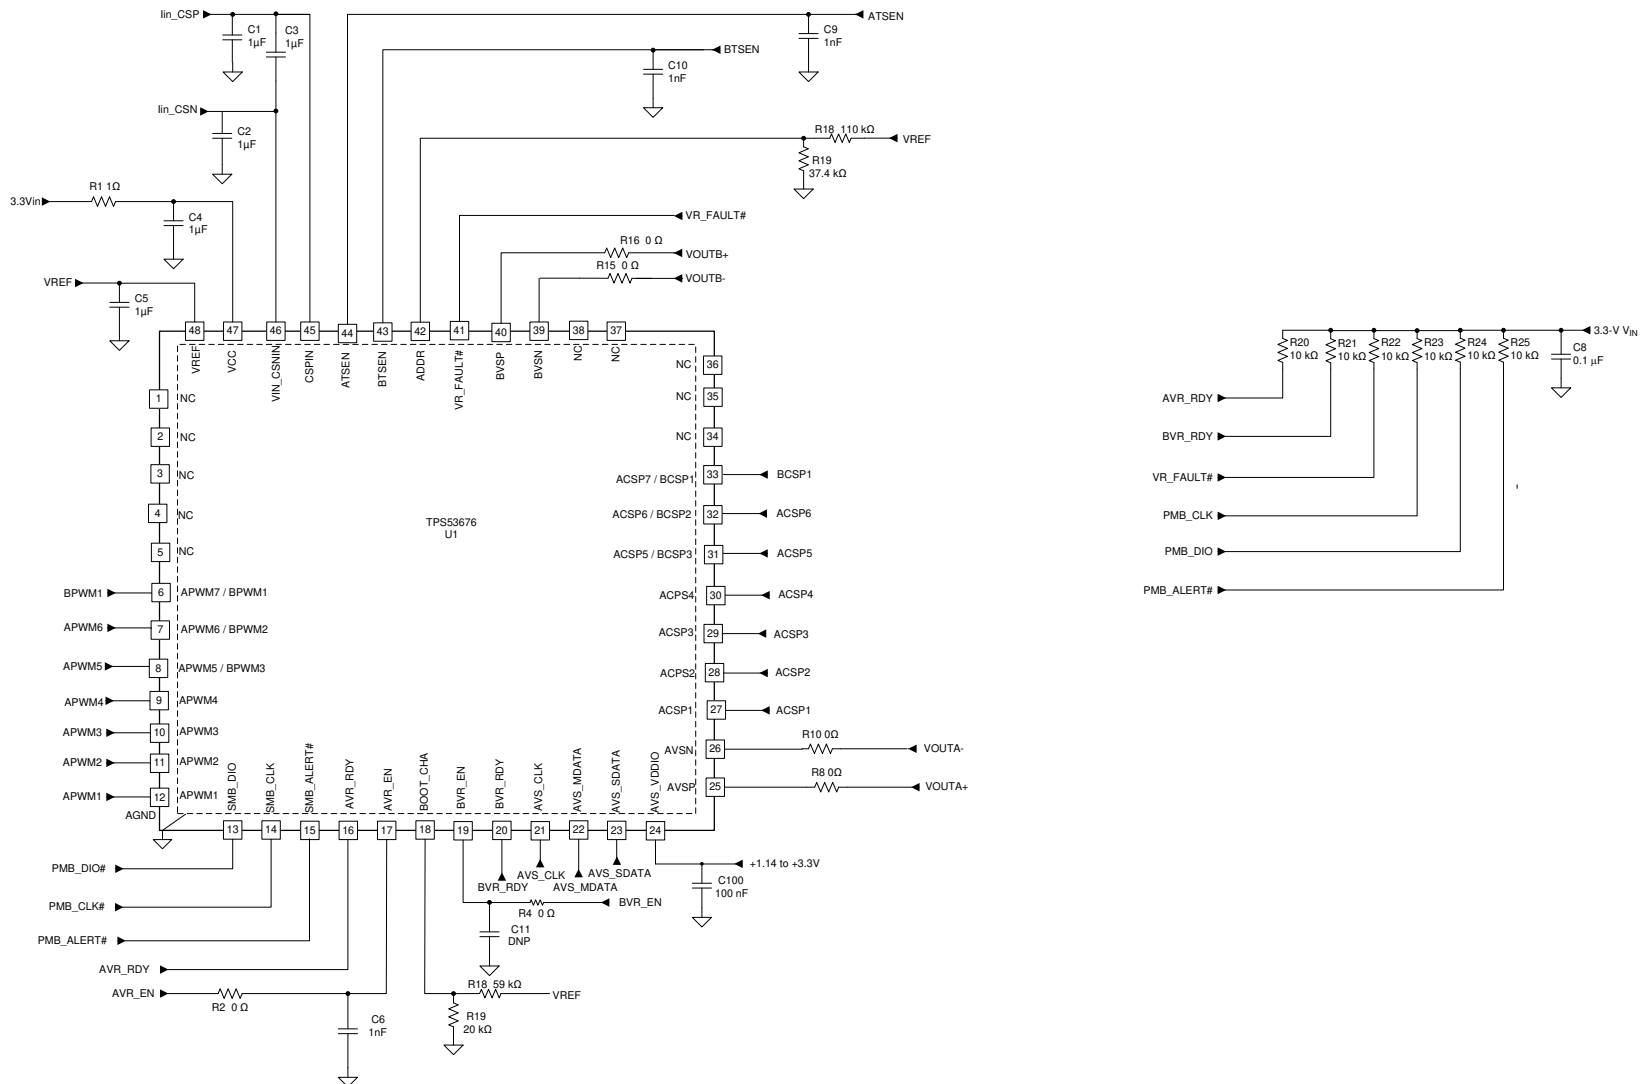 Iin_CSP
C1
1µF
C3
1µF
ATSEN
C9
1nF
BTSEN
C10
1nF
Iin_CSN
C2
1µF
R18 110 kΩ
VREF
R19
37.4 kΩ
R1 1Ω
3.3Vin
C4
1µF
VR_FAULT#
R16 0 Ω
VOUTB+
R15 0 Ω
VOUTB-
VREF
C5
1µF
48
47
46
45
44
43
42
41
40
39
38
37
VREF
VCC
VIN_CSNIN
CSPIN
ATSEN
BTSEN
ADDR
VR_FAULT#
BVSP
BVSN
NC
NC
1
NC
2
NC
3
NC
4
NC
5
NC
BPWM1
6
APWM7 / BPWM1
APWM6
7
APWM6 / BPWM2
APWM5
8
APWM5 / BPWM3
APWM4
9
APWM4
APWM3
10
APWM3
APWM2
11
APWM2
APWM1
12
APWM1
AGND
TPS53676
U1
NC
36
NC
35
NC
34
ACSP7 / BCSP1
33
BCSP1
ACSP6 / BCSP2
32
ACSP6
ACSP5 / BCSP3
31
ACSP5
ACPS4
30
ACSP4
ACSP3
29
ACSP3
ACPS2
28
ACSP2
ACSP1
27
ACSP1
AVSN
26
R10 0Ω
VOUTA-
AVSP
25
R8 0Ω
VOUTA+
SMB_DIO
SMB_CLK
SMB_ALERT#
AVR_RDY
AVR_EN
BOOT_CHA
BVR_EN
BVR_RDY
AVS_CLK
AVS_MDATA
AVS_SDATA
AVS_VDDIO
13
14
15
16
17
18
19
20
21
22
23
24
PMB_DIO#
PMB_CLK#
PMB_ALERT#
AVR_RDY
AVR_EN
R2 0 Ω
C6
1nF
BVR_RDY
AVS_CLK
AVS_MDATA
AVS_SDATA
+1.14 to +3.3V
C100
100 nF
R4 0 Ω
BVR_EN
C11
DNP
R18 59 kΩ
VREF
R19
20 kΩ
3.3-V VIN
R20
10 kΩ
R21
10 kΩ
R22
10 kΩ
R23
10 kΩ
R24
10 kΩ
R25
10 kΩ
C8
0.1 µF
AVR_RDY
BVR_RDY
VR_FAULT#
PMB_CLK
PMB_DIO
PMB_ALERT#